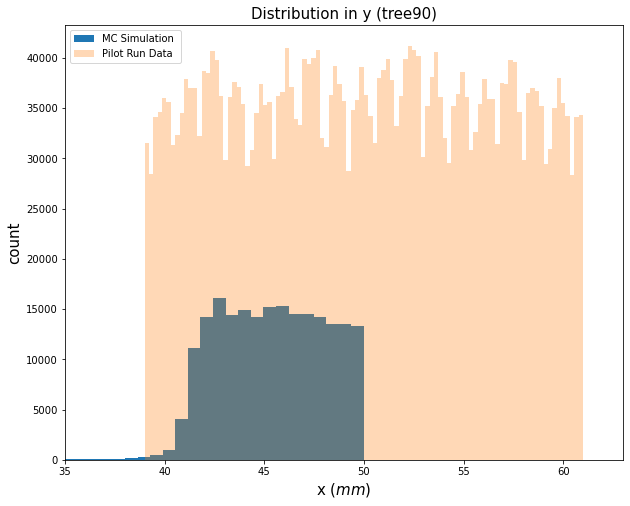 Distribution in y (tree90)
MC Simulation
Pilot Run Data
count
40000
35000
30000
25000
20000
15000
10000
5000
0
35 40 45 50 55 60
x (mm)